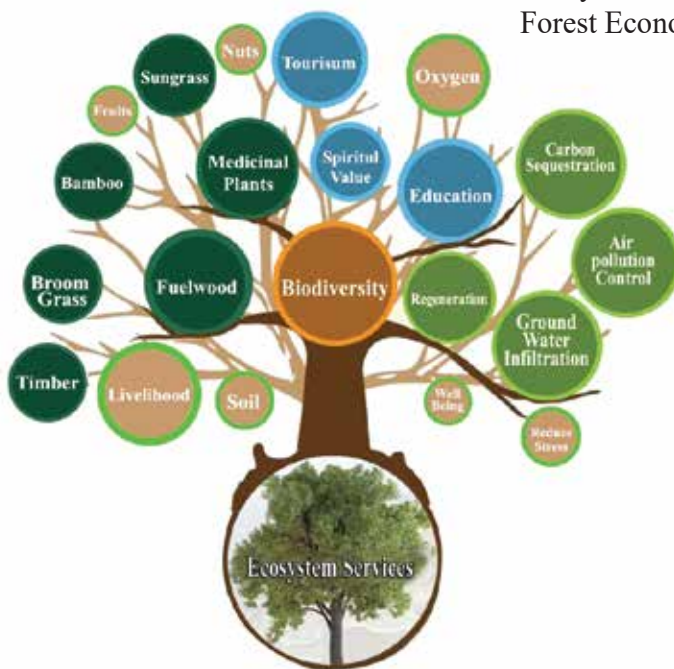 Forest Econo
Nuts
Tourisum
Oxygen
Sungrass
Fruits
Medicinal
Plants
Spiritul
Value
Carbon
Sequestration
Bamboo
Education
Air
pollution
Control
Broom
Grass
Fuelwood
Biodiversity
Regeneration
Ground
Water
Infiltration
Timber
Livelihood
Soil
Well
Being
Reduce
Stress
Ecosystem Services